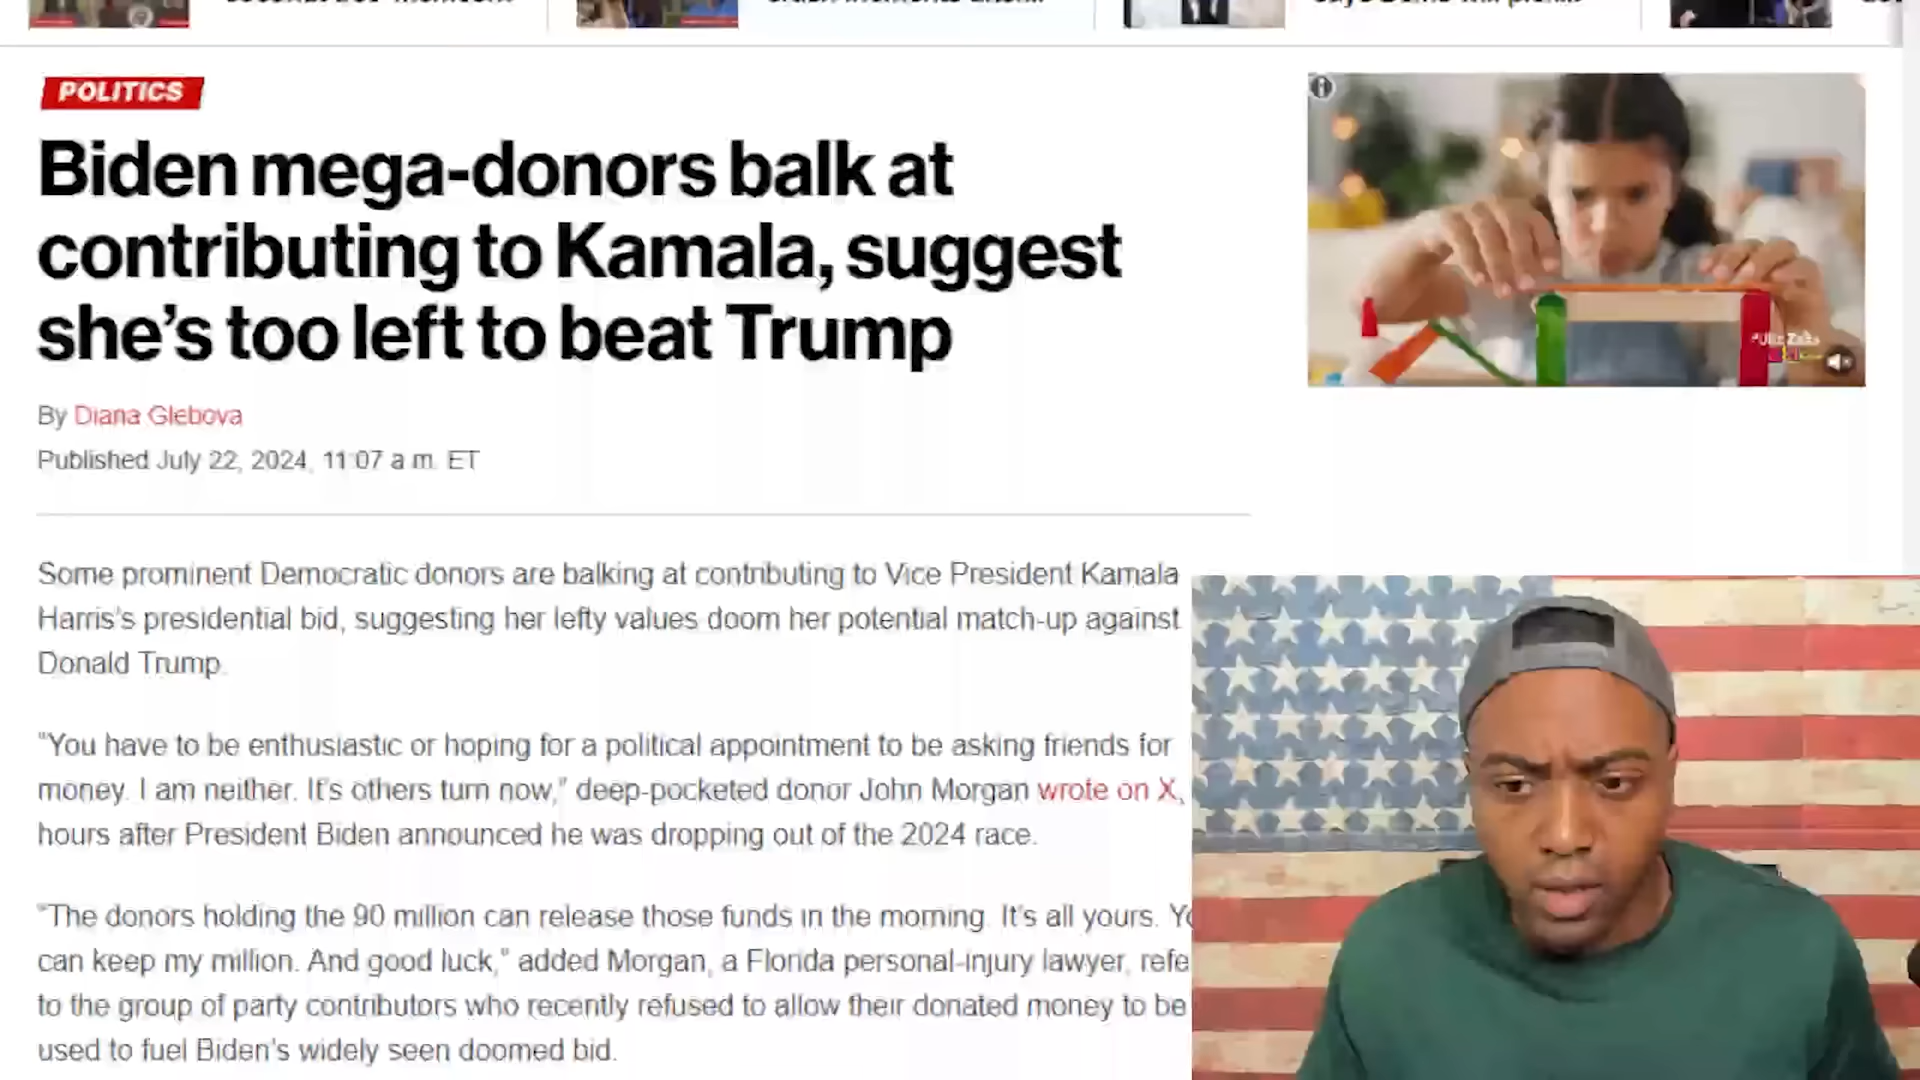 POLITICS
Biden mega-donors balk at
contributing to Kamala, suggest
she's too left to beat Trump
By Diana Glebova
Published July 22, 2024, 11:07 a.m. ET
Some prominent Democratic donors are balking at contributing to Vice President Kamala
Harris's presidential bid, suggesting her lefty values doom her potential match-up against
Donald Trump.
"You have to be enthusiastic or hoping for a political appointment to be asking friends for
money. I am neither. It's others turn now," deep-pocketed donor John Morgan wrote on X,
hours after President Biden announced he was dropping out of the 2024 race.
"The donors holding the 90 million can release those funds in the morning. It's all yours.
can keep my million. And good luck," added Morgan, a Florida personal-injury lawyer,
to the group of party contributors who recently refused to allow their donated money to be
used to fuel Biden's widely seen doomed bid.